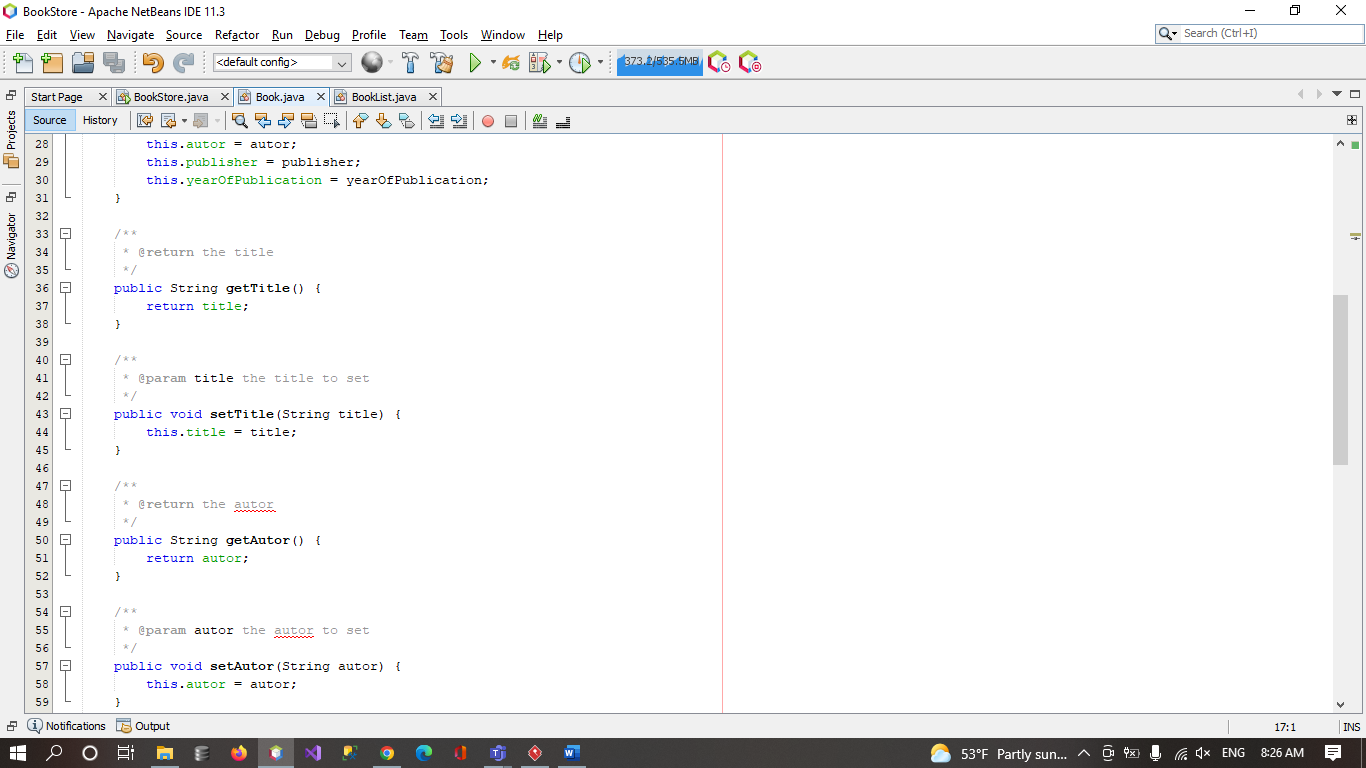 BookStore - Apache NetBeans IDE 11.3
File Edit View Navigate Source Refactor Run Debug Profile Team Tools Window Help
Search (Ctrl+I)
<default config>
373.2/535.5MB
Start Page BookStore.java Book.java BookList.java
Source History
Projects
Navigator
28 this.autor = autor;
29 this.publisher = publisher;
30 this.yearOfPublication = yearOfPublication;
31 }
32
33 /**
34 * @return the title
35 */
36 public String getTitle() {
37 return title;
38 }
39
40 /**
41 * @param title the title to set
42 */
43 public void setTitle(String title) {
44 this.title = title;
45 }
46
47 /**
48 * @return the autor
49 */
50 public String getAutor() {
51 return autor;
52 }
53
54 /**
55 * @param autor the autor to set
56 */
57 public void setAutor(String autor) {
58 this.autor = autor;
59 }
Notifications Output
17:1 INS
53°F Partly sun... ENG 8:26 AM